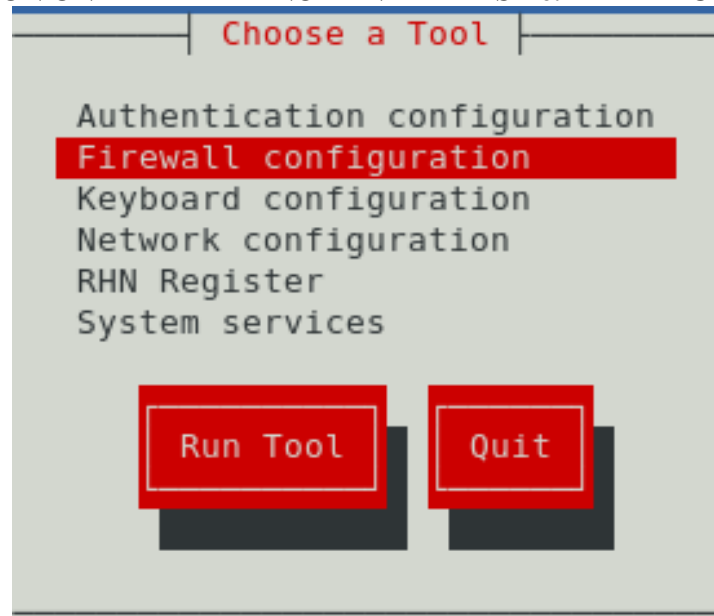 Choose a Tool
Authentication configuration
Firewall configuration
Keyboard configuration
Network configuration
RHN Register
System services
Run Tool Quit